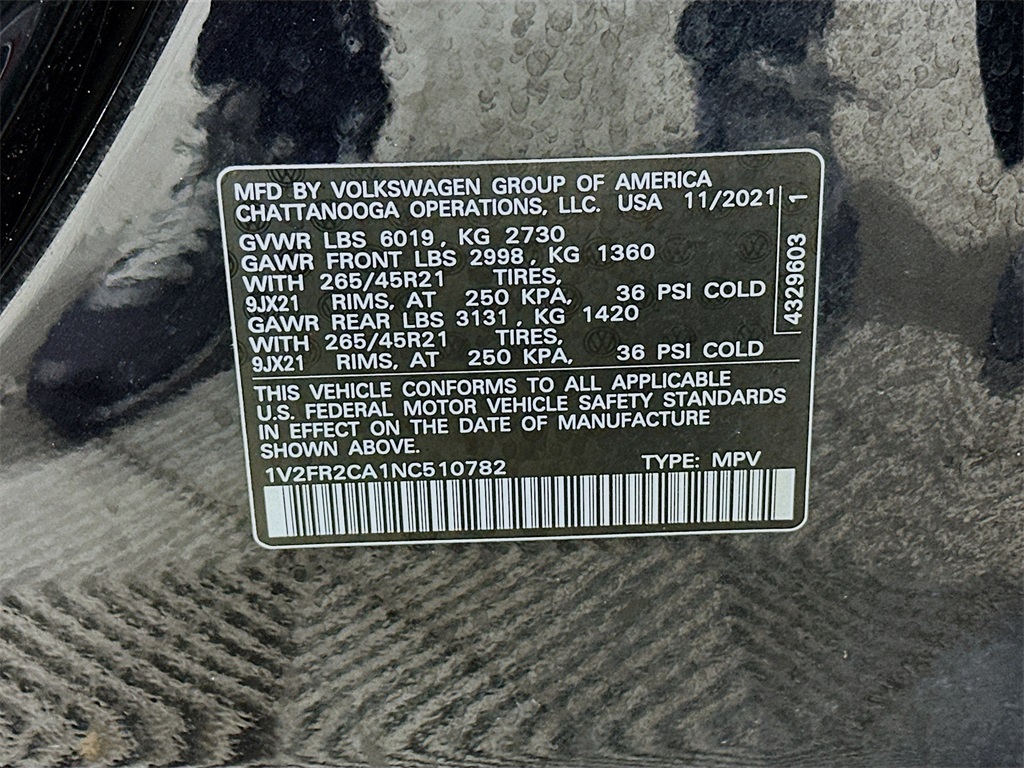 MFD BY VOLKSWAGEN GROUP OF AMERICA
CHATTANOOGA OPERATIONS, LLC. USA 11/2021
GVWR LBS 6019, KG 2730
GAWR FRONT LBS 2998, KG 1360
WITH 265/45R21 TIRES,
9JX21 RIMS, AT 250 KPA, 36 PSI COLD
GAWR REAR LBS 3131, KG 1420
WITH 265/45R21 TIRES,
9JX21 RIMS, AT 250 KPA, 36 PSI COLD
4329603 1
THIS VEHICLE CONFORMS TO ALL APPLICABLE
U.S. FEDERAL MOTOR VEHICLE SAFETY STANDARDS
IN EFFECT ON THE DATE OF MANUFACTURE
SHOWN ABOVE.
1V2FR2CA1NC510782 TYPE: MPV